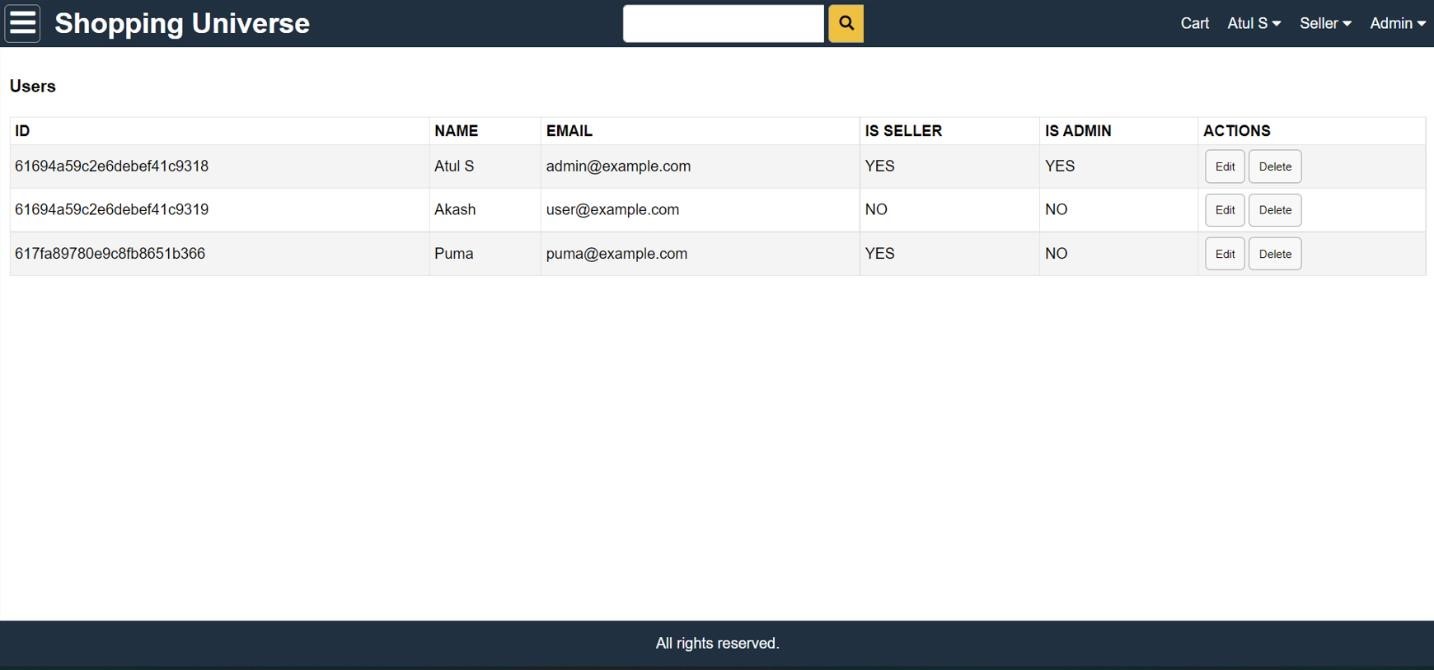 Shopping Universe Cart Atul S Seller Admin
Users
ID NAME EMAIL IS SELLER IS ADMIN ACTIONS
61694a59c2e6debef41c9318 Atul S admin@example.com YES YES Edit Delete
61694a59c2e6debef41c9319 Akash user@example.com NO NO Edit Delete
617fa89780e9c8fb8651b366 Puma puma@example.com YES NO Edit Delete
All rights reserved.